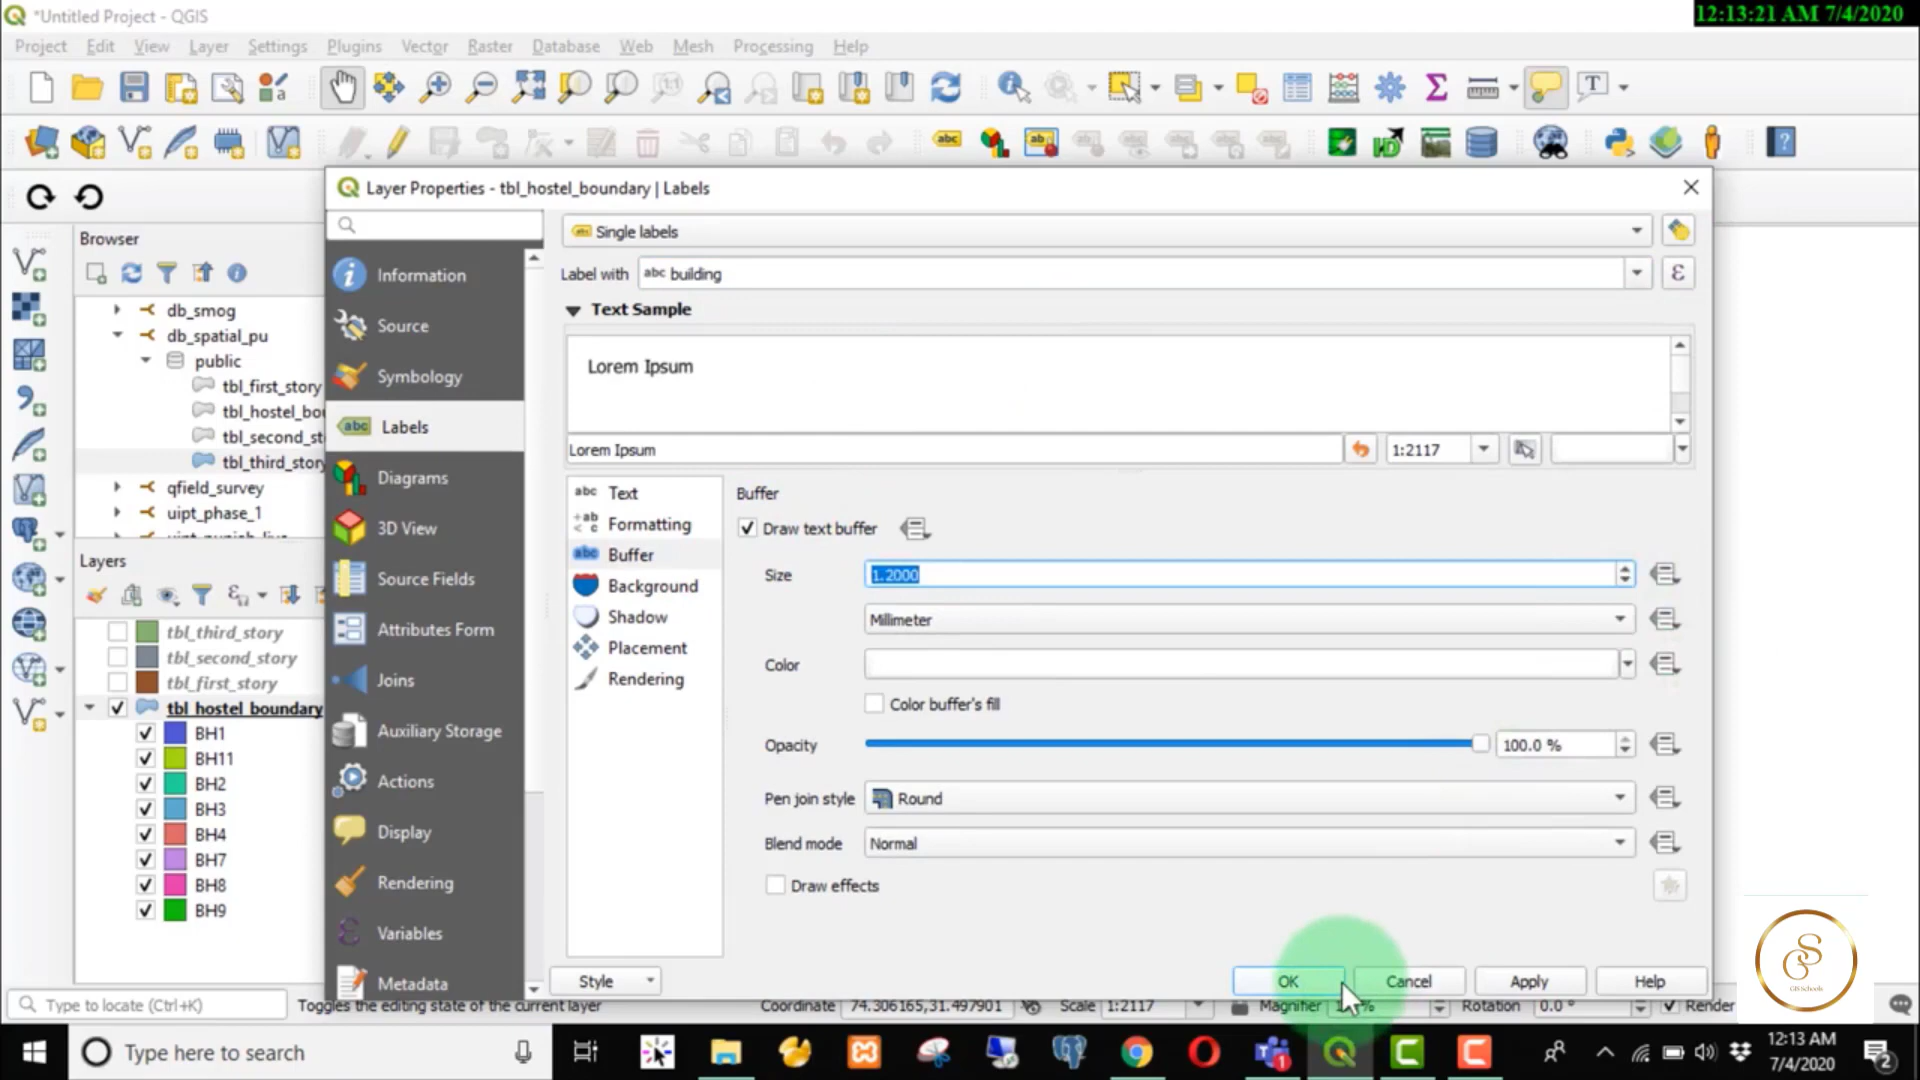 *Untitled Project - QGIS
12:13:21 AM 7/4/2020
Project Edit View Layer Settings Plugins Vector Raster Database Web Mesh Processing Help
Layer Properties - tbl_hostel_boundary | Labels
Browser
db_smog
db_spatial_pu
public
tbl_first_story
tbl_hostel_bou
tbl_second_st
tbl_third_story
qfield_survey
uipt_phase_1
Layers
tbl_third_story
tbl_second_story
tbl_first_story
tbl_hostel_boundary
BH1
BH11
BH2
BH3
BH4
BH7
BH8
BH9
Information
Source
Symbology
Labels
Diagrams
3D View
Source Fields
Attributes Form
Joins
Auxiliary Storage
Actions
Display
Rendering
Variables
Metadata
Single labels
Label with abc building
Text Sample
Lorem Ipsum
Lorem Ipsum 1:2117
Text
Formatting
Buffer
Background
Shadow
Placement
Rendering
Buffer
Draw text buffer
Size 1.2000
Millimeter
Color
Color buffer's fill
Opacity 100.0 %
Pen join style Round
Blend mode Normal
Draw effects
Style OK Cancel Apply Help
Type to locate (Ctrl+K) Toggles the editing state of the current layer Coordinate 74.306165,31.497901 Scale 1:2117 Magnifier Rotation 0.0 ° Render
GIS Schools
Type here to search
12:13 AM
7/4/2020